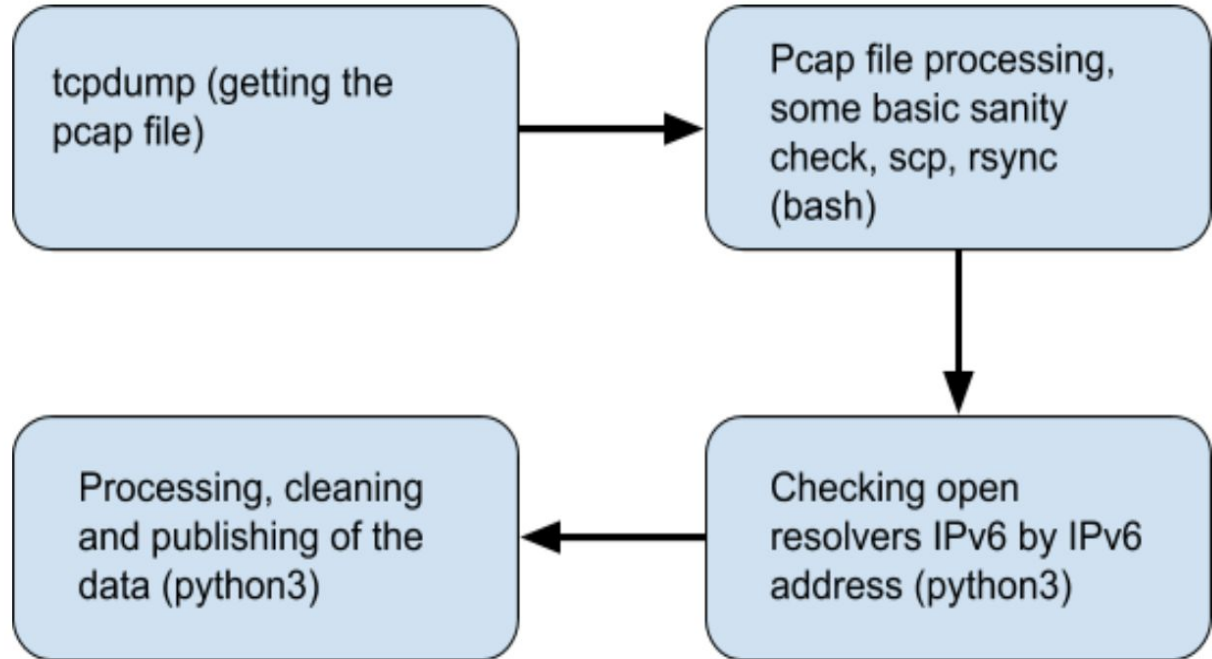 tcpdump (getting the
pcap file)
Pcap file processing,
some basic sanity
check, scp, rsync
(bash)
Checking open
resolvers IPv6 by IPv6
address (python3)
Processing, cleaning
and publishing of the
data (python3)